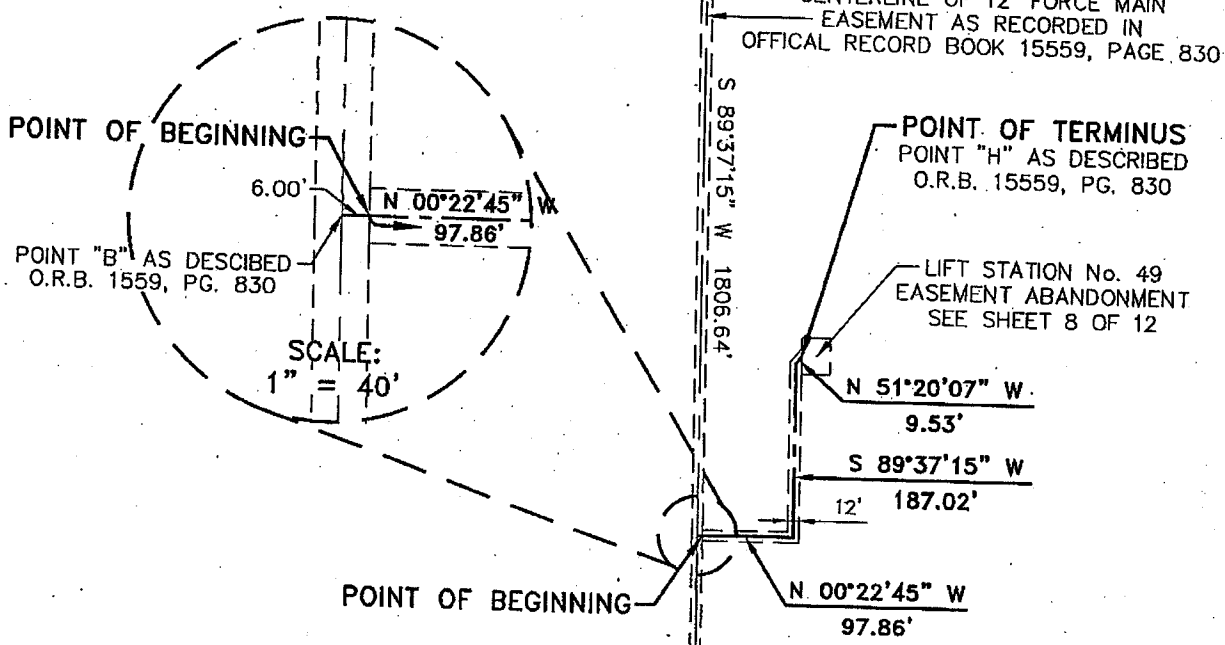 CENTERLINE OF 12' FORCE MAIN
EASEMENT AS RECORDED IN
OFFICAL RECORD BOOK 15559, PAGE 830
S 89°37'15" W 1806.64'
POINT OF BEGINNING
6.00'
N 00°22'45" W
97.86'
POINT "B" AS DESCIBED
O.R.B. 1559, PG. 830
SCALE:
1" = 40'
POINT OF TERMINUS
POINT "H" AS DESCRIBED
O.R.B. 15559, PG. 830
LIFT STATION No. 49
EASEMENT ABANDONMENT
SEE SHEET 8 OF 12
N 51°20'07" W
9.53'
S 89°37'15" W
187.02'
12'
POINT OF BEGINNING
N 00°22'45" W
97.86'